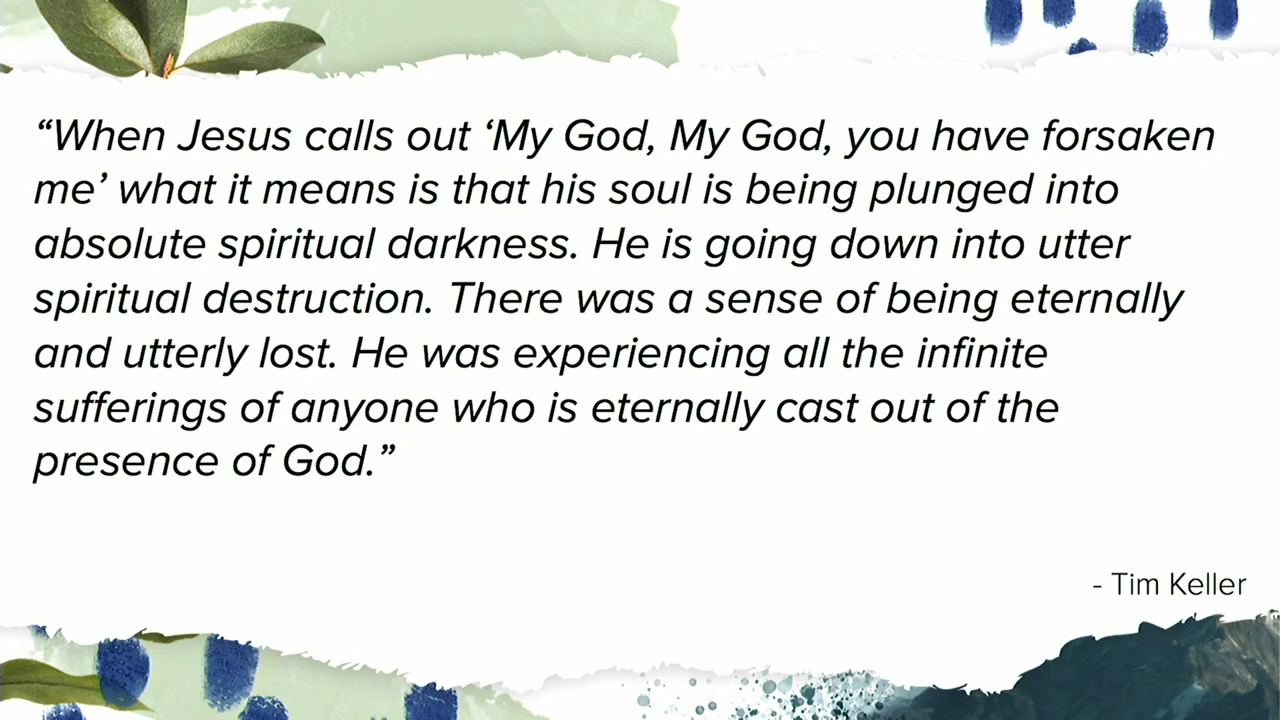 “When Jesus calls out ‘My God, My God, you have forsaken
me’ what it means is that his soul is being plunged into
absolute spiritual darkness. He is going down into utter
spiritual destruction. There was a sense of being eternally
and utterly lost. He was experiencing all the infinite
sufferings of anyone who is eternally cast out of the
presence of God.”
- Tim Keller